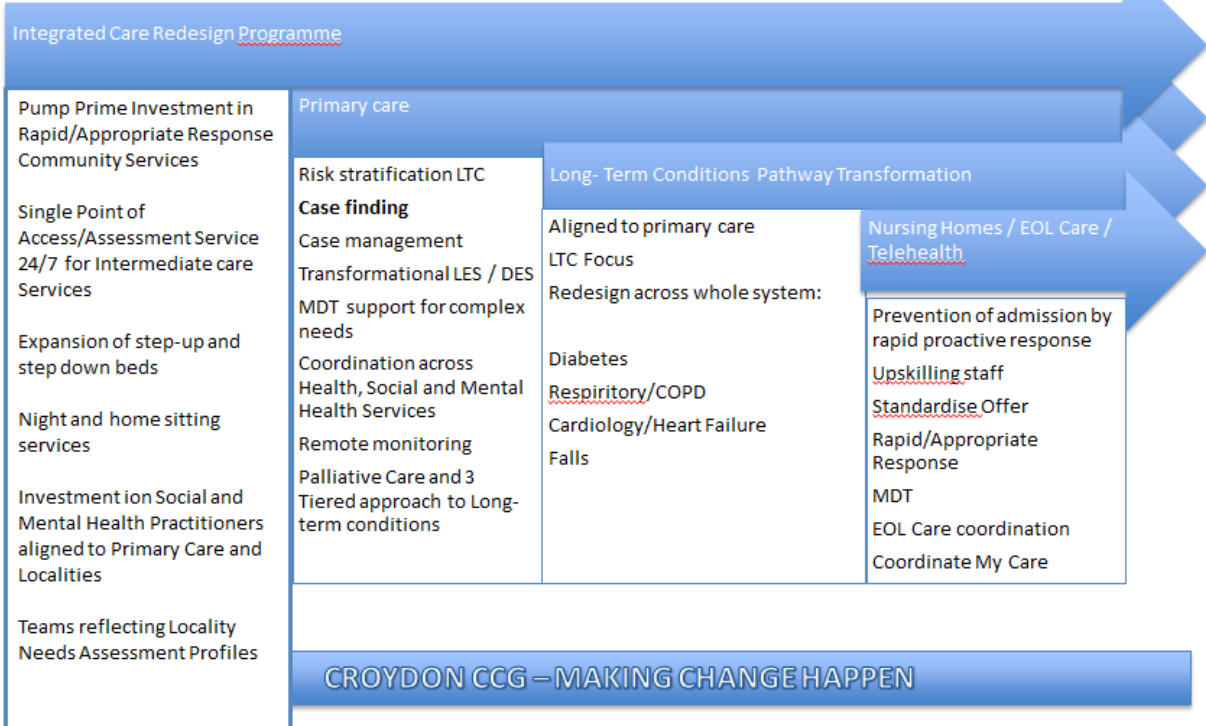 Integrated Care Redesign Programme
Pump Prime Investment in
Rapid/Appropriate Response
Community Services
Single Point of
Access/Assessment Service
24/7 for Intermediate care
Services
Expansion of step-up and
step down beds
Night and home sitting
services
Investment ion Social and
Mental Health Practitioners
aligned to Primary Care and
Localities
Teams reflecting Locality
Needs Assessment Profiles
Primary care
Risk stratification LTC
Case finding
Case management
Transformational LES / DES
MDT support for complex
needs
Coordination across
Health, Social and Mental
Health Services
Remote monitoring
Palliative Care and 3
Tiered approach to Long-
term conditions
Long- Term Conditions Pathway Transformation
Aligned to primary care
LTC Focus
Redesign across whole system:
Diabetes
Respiritory/COPD
Cardiology/Heart Failure
Falls
Nursing Homes / EOL Care /
Telehealth
Prevention of admission by
rapid proactive response
Upskilling staff
Standardise Offer
Rapid/Appropriate
Response
MDT
EOL Care coordination
Coordinate My Care
CROYDON CCG – MAKING CHANGE HAPPEN